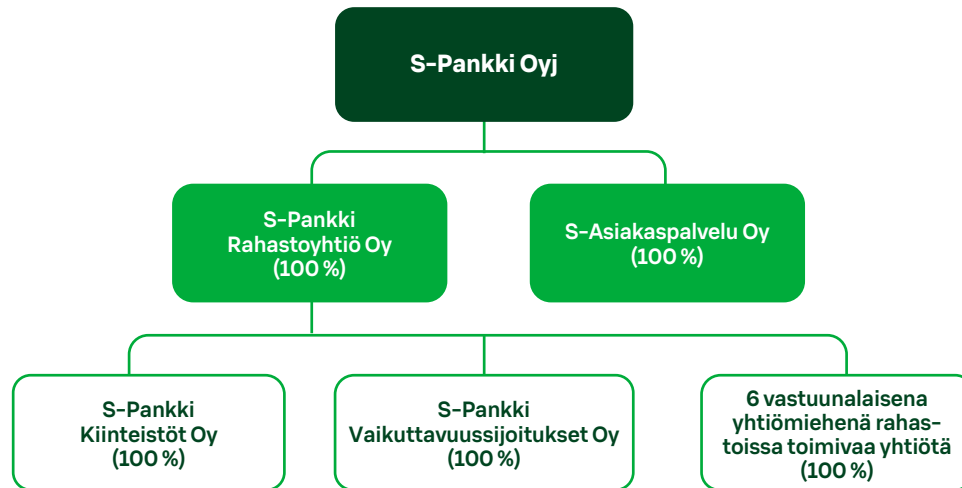 S-Pankki Oyj
S-Pankki
Rahastoyhtiö Oy
(100 %)
S-Asiakaspalvelu Oy
(100 %)
S-Pankki
Kiinteistöt Oy
(100 %)
S-Pankki
Vaikuttavuussijoitukset Oy
(100 %)
6 vastuunalaisena
yhtiömiehenä rahas-
toissa toimivaa yhtiötä
(100 %)